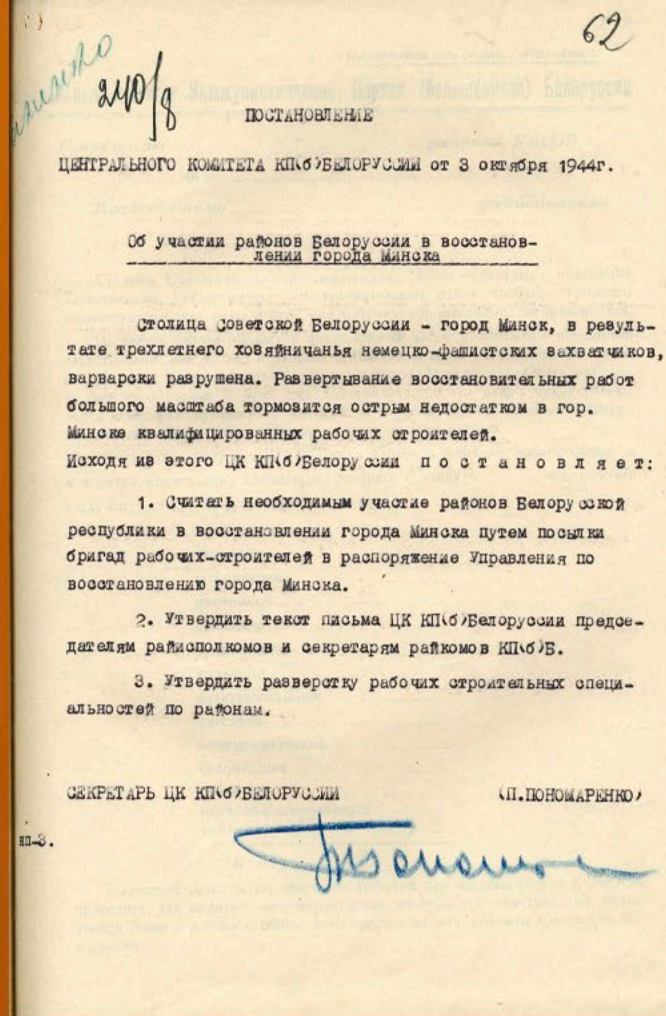 62
240/8
ПОСТАНОВЛЕНИЕ
ЦЕНТРАЛЬНОГО КОМИТЕТА КП(б)БЕЛОРУССИИ от 3 октября 1944г.
Об участии районов Белоруссии в восстанов-
лении города Минска
Столица Советской Белоруссии - город Минск, в резуль-
тате трехлетнего хозяйничанья немецко-фашистских захватчиков,
варварски разрушена. Развертывание восстановительных работ
большого масштаба тормозится острым недостатком в гор.
Минске квалифицированных рабочих строителей.
Исходя из этого ЦК КП(б)Белоруссии п о с т а н о в л я е т:
1. Считать необходимым участие районов Белорусской
республики в восстановлении города Минска путем посылки
бригад рабочих-строителей в распоряжение Управления по
восстановлению города Минска.
2. Утвердить текст письма ЦК КП(б)Белоруссии предсе-
дателям райисполкомов и секретарям райкомов КП(б)Б.
3. Утвердить разверстку рабочих строительных специ-
альностей по районам.
СЕКРЕТАРЬ ЦК КП(б)БЕЛОРУССИИ (П.ПОНОМАРЕНКО)
нп-3.